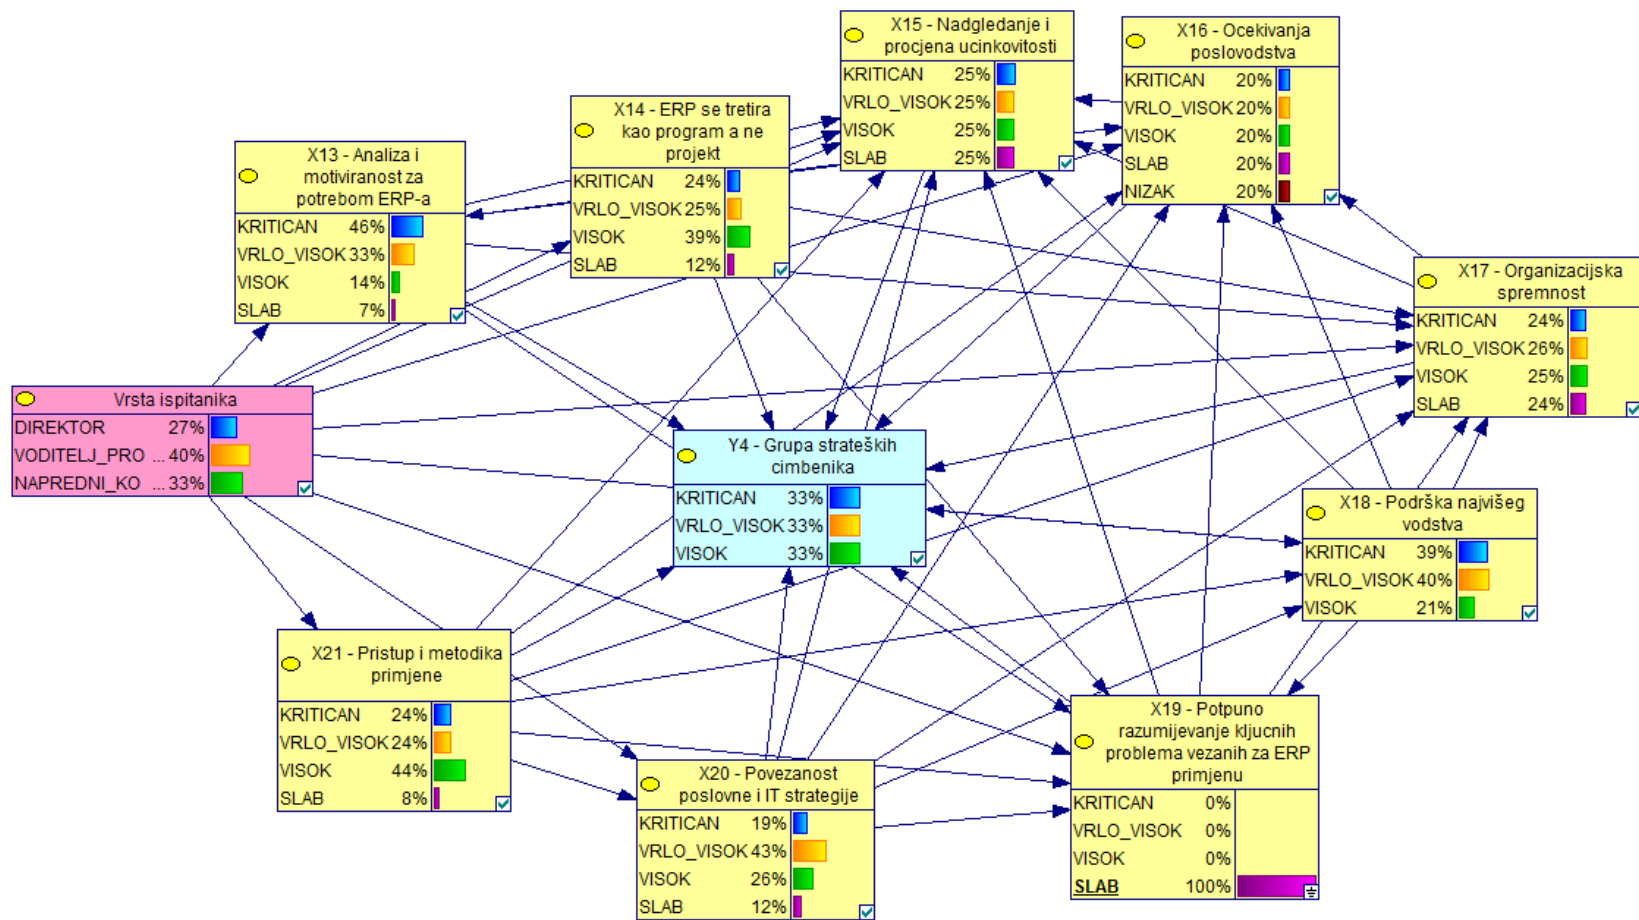 X15 - Nadgledanje i
procjena ucinkovitosti
KRITICAN 25%
VRLO_VISOK 25%
VISOK 25%
SLAB 25%
X16 - Ocekivanja
poslovodstva
KRITICAN 20%
VRLO_VISOK 20%
VISOK 20%
SLAB 20%
NIZAK 20%
X14 - ERP se tretira
kao program a ne
projekt
KRITICAN 24%
VRLO_VISOK 25%
VISOK 39%
SLAB 12%
X13 - Analiza i
motiviranost za
potrebom ERP-a
KRITICAN 46%
VRLO_VISOK 33%
VISOK 14%
SLAB 7%
X17 - Organizacijska
spremnost
KRITICAN 24%
VRLO_VISOK 26%
VISOK 25%
SLAB 24%
Vrsta ispitanika
DIREKTOR 27%
VODITELJ_PRO ... 40%
NAPREDNI_KO ... 33%
Y4 - Grupa strateških
cimbenika
KRITICAN 33%
VRLO_VISOK 33%
VISOK 33%
X18 - Podrška najvišeg
vodstva
KRITICAN 39%
VRLO_VISOK 40%
VISOK 21%
X21 - Pristup i metodika
primjene
KRITICAN 24%
VRLO_VISOK 24%
VISOK 44%
SLAB 8%
X20 - Povezanost
poslovne i IT strategije
KRITICAN 19%
VRLO_VISOK 43%
VISOK 26%
SLAB 12%
X19 - Potpuno
razumijevanje kljucnih
problema vezanih za ERP
primjenu
KRITICAN 0%
VRLO_VISOK 0%
VISOK 0%
SLAB 100%